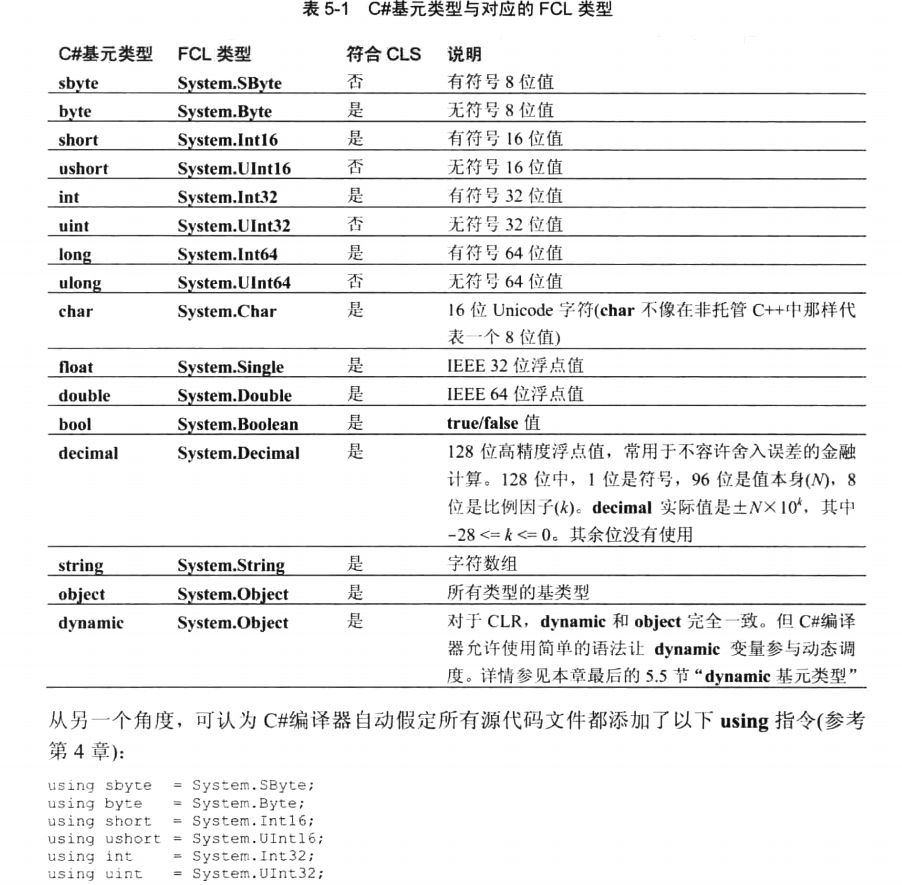 表 5-1 C#基元类型与对应的 FCL 类型
C#基元类型 FCL 类型 符合 CLS 说明
sbyte System.SByte 否 有符号 8 位值
byte System.Byte 是 无符号 8 位值
short System.Int16 是 有符号 16 位值
ushort System.UInt16 否 无符号 16 位值
int System.Int32 是 有符号 32 位值
uint System.UInt32 否 无符号 32 位值
long System.Int64 是 有符号 64 位值
ulong System.UInt64 否 无符号 64 位值
char System.Char 是 16 位 Unicode 字符(char 不像在非托管 C++中那样代
表一个 8 位值)
float System.Single 是 IEEE 32 位浮点值
double System.Double 是 IEEE 64 位浮点值
bool System.Boolean 是 true/false 值
decimal System.Decimal 是 128 位高精度浮点值，常用于不容许舍入误差的金融
计算。128 位中，1 位是符号，96 位是值本身(N)，8
位是比例因子(k)。decimal 实际值是±N×10ᵏ，其中
−28 <= k <= 0。其余位没有使用
string System.String 是 字符数组
object System.Object 是 所有类型的基类型
dynamic System.Object 是 对于 CLR，dynamic 和 object 完全一致。但 C#编译
器允许使用简单的语法让 dynamic 变量参与动态调
度。详情参见本章最后的 5.5 节“dynamic 基元类型”
从另一个角度，可认为 C#编译器自动假定所有源代码文件都添加了以下 using 指令(参考
第 4 章)：
using sbyte = System.SByte;
using byte = System.Byte;
using short = System.Int16;
using ushort = System.UInt16;
using int = System.Int32;
using uint = System.UInt32;